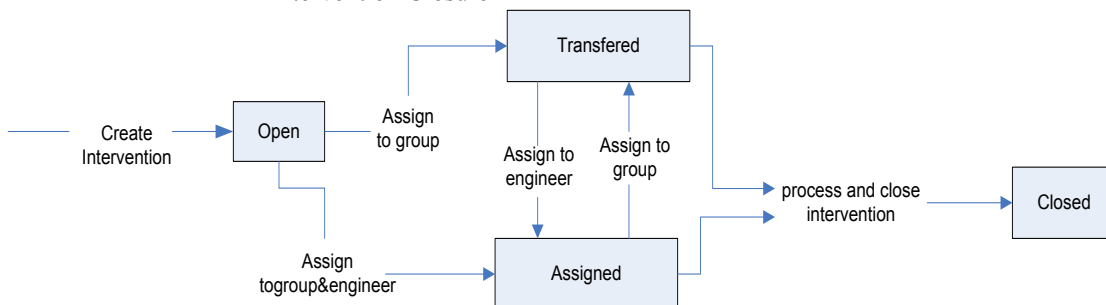 Transfered
Assign
to group
Open
Create
Intervention
Assign to
engineer
Assign to
group
process and close
intervention
Closed
Assign
togroup&engineer
Assigned